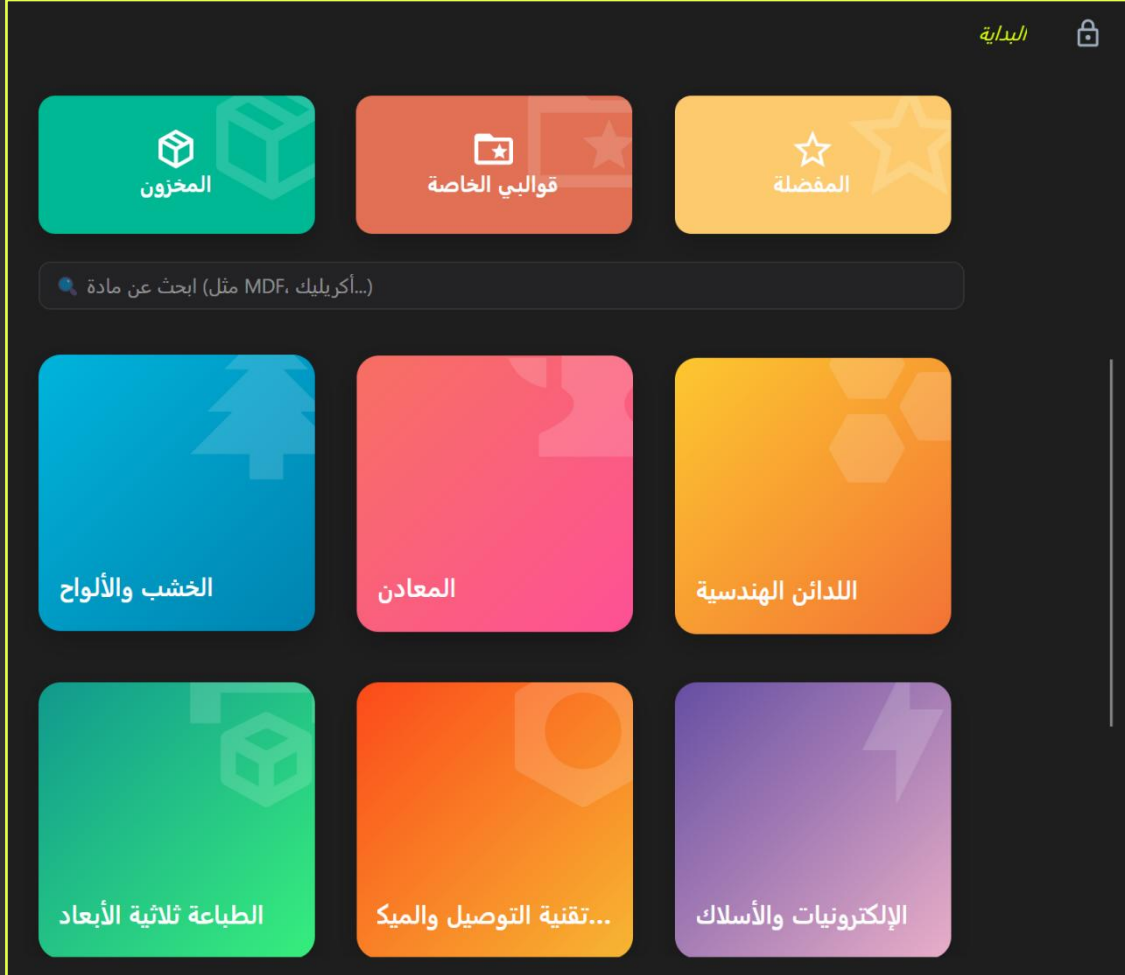 البداية
المفضلة
قوالبي الخاصة
المخزون
ابحث عن مادة (مثل MDF، أكريليك...)
اللدائن الهندسية
المعادن
الخشب والألواح
الإلكترونيات والأسلاك
تقنية التوصيل والميك...
الطباعة ثلاثية الأبعاد